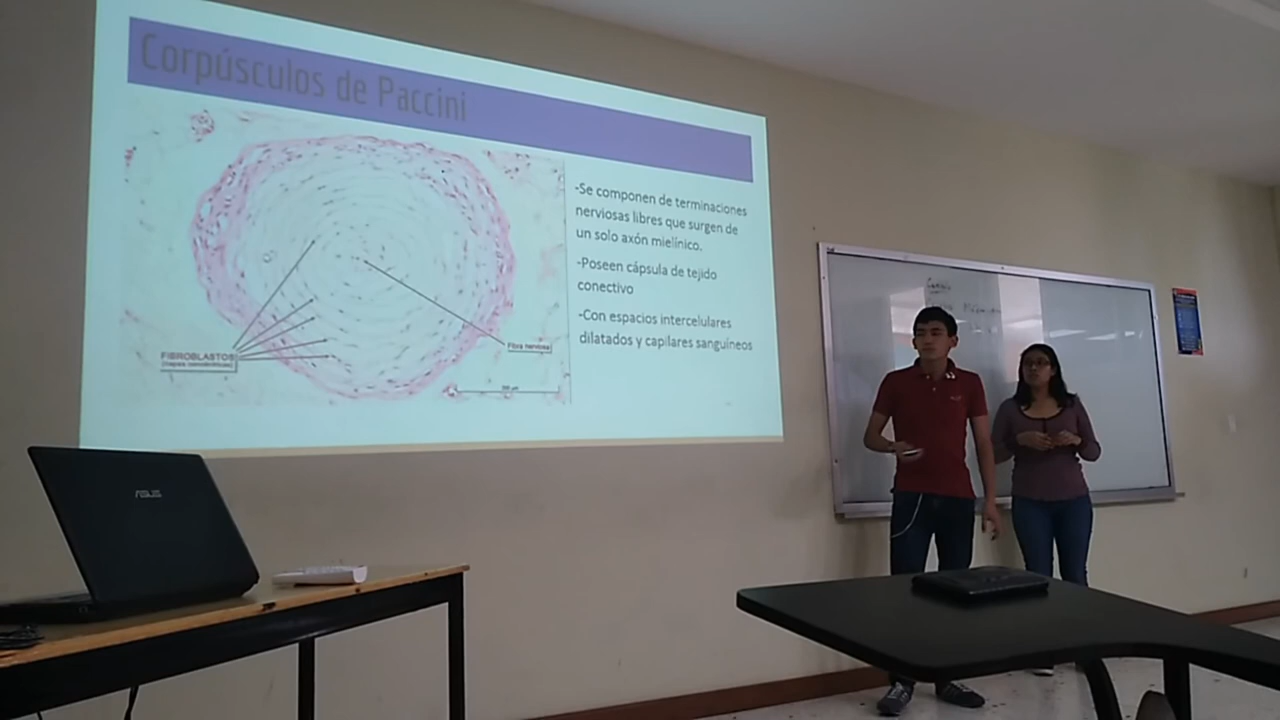 Corpúsculos de Paccini
-Se componen de terminaciones
nerviosas libres que surgen de
un solo axón mielínico.
-Poseen cápsula de tejido
conectivo
-Con espacios intercelulares
dilatados y capilares sanguíneos
FIBROBLASTOS
Fibra nerviosa
ASUS